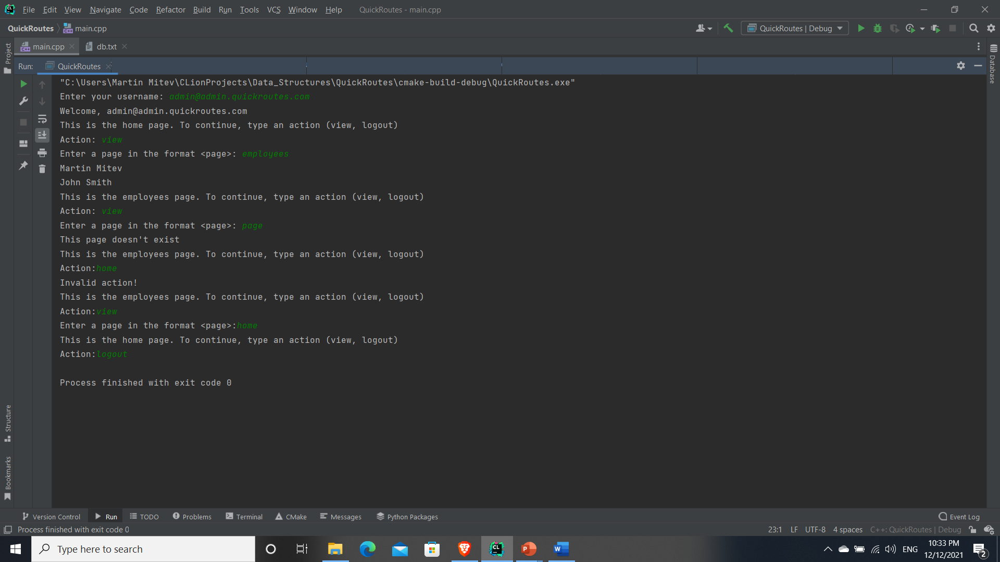 File Edit View Navigate Code Refactor Build Run Tools VCS Window Help QuickRoutes - main.cpp
QuickRoutes main.cpp QuickRoutes | Debug
main.cpp db.txt
Project
Database
Run: QuickRoutes
"C:\Users\Martin Mitev\CLionProjects\Data_Structures\QuickRoutes\cmake-build-debug\QuickRoutes.exe"
Enter your username: admin@admin.quickroutes.com
Welcome, admin@admin.quickroutes.com
This is the home page. To continue, type an action (view, logout)
Action: view
Enter a page in the format <page>: employees
Martin Mitev
John Smith
This is the employees page. To continue, type an action (view, logout)
Action: view
Enter a page in the format <page>: page
This page doesn't exist
This is the employees page. To continue, type an action (view, logout)
Action:home
Invalid action!
This is the employees page. To continue, type an action (view, logout)
Action:view
Enter a page in the format <page>:home
This is the home page. To continue, type an action (view, logout)
Action:logout
Process finished with exit code 0
Structure
Bookmarks
Version Control Run TODO Problems Terminal CMake Messages Python Packages Event Log
Process finished with exit code 0 23:1 LF UTF-8 4 spaces C++: QuickRoutes | Debug
Type here to search ENG 10:33 PM
12/12/2021 2